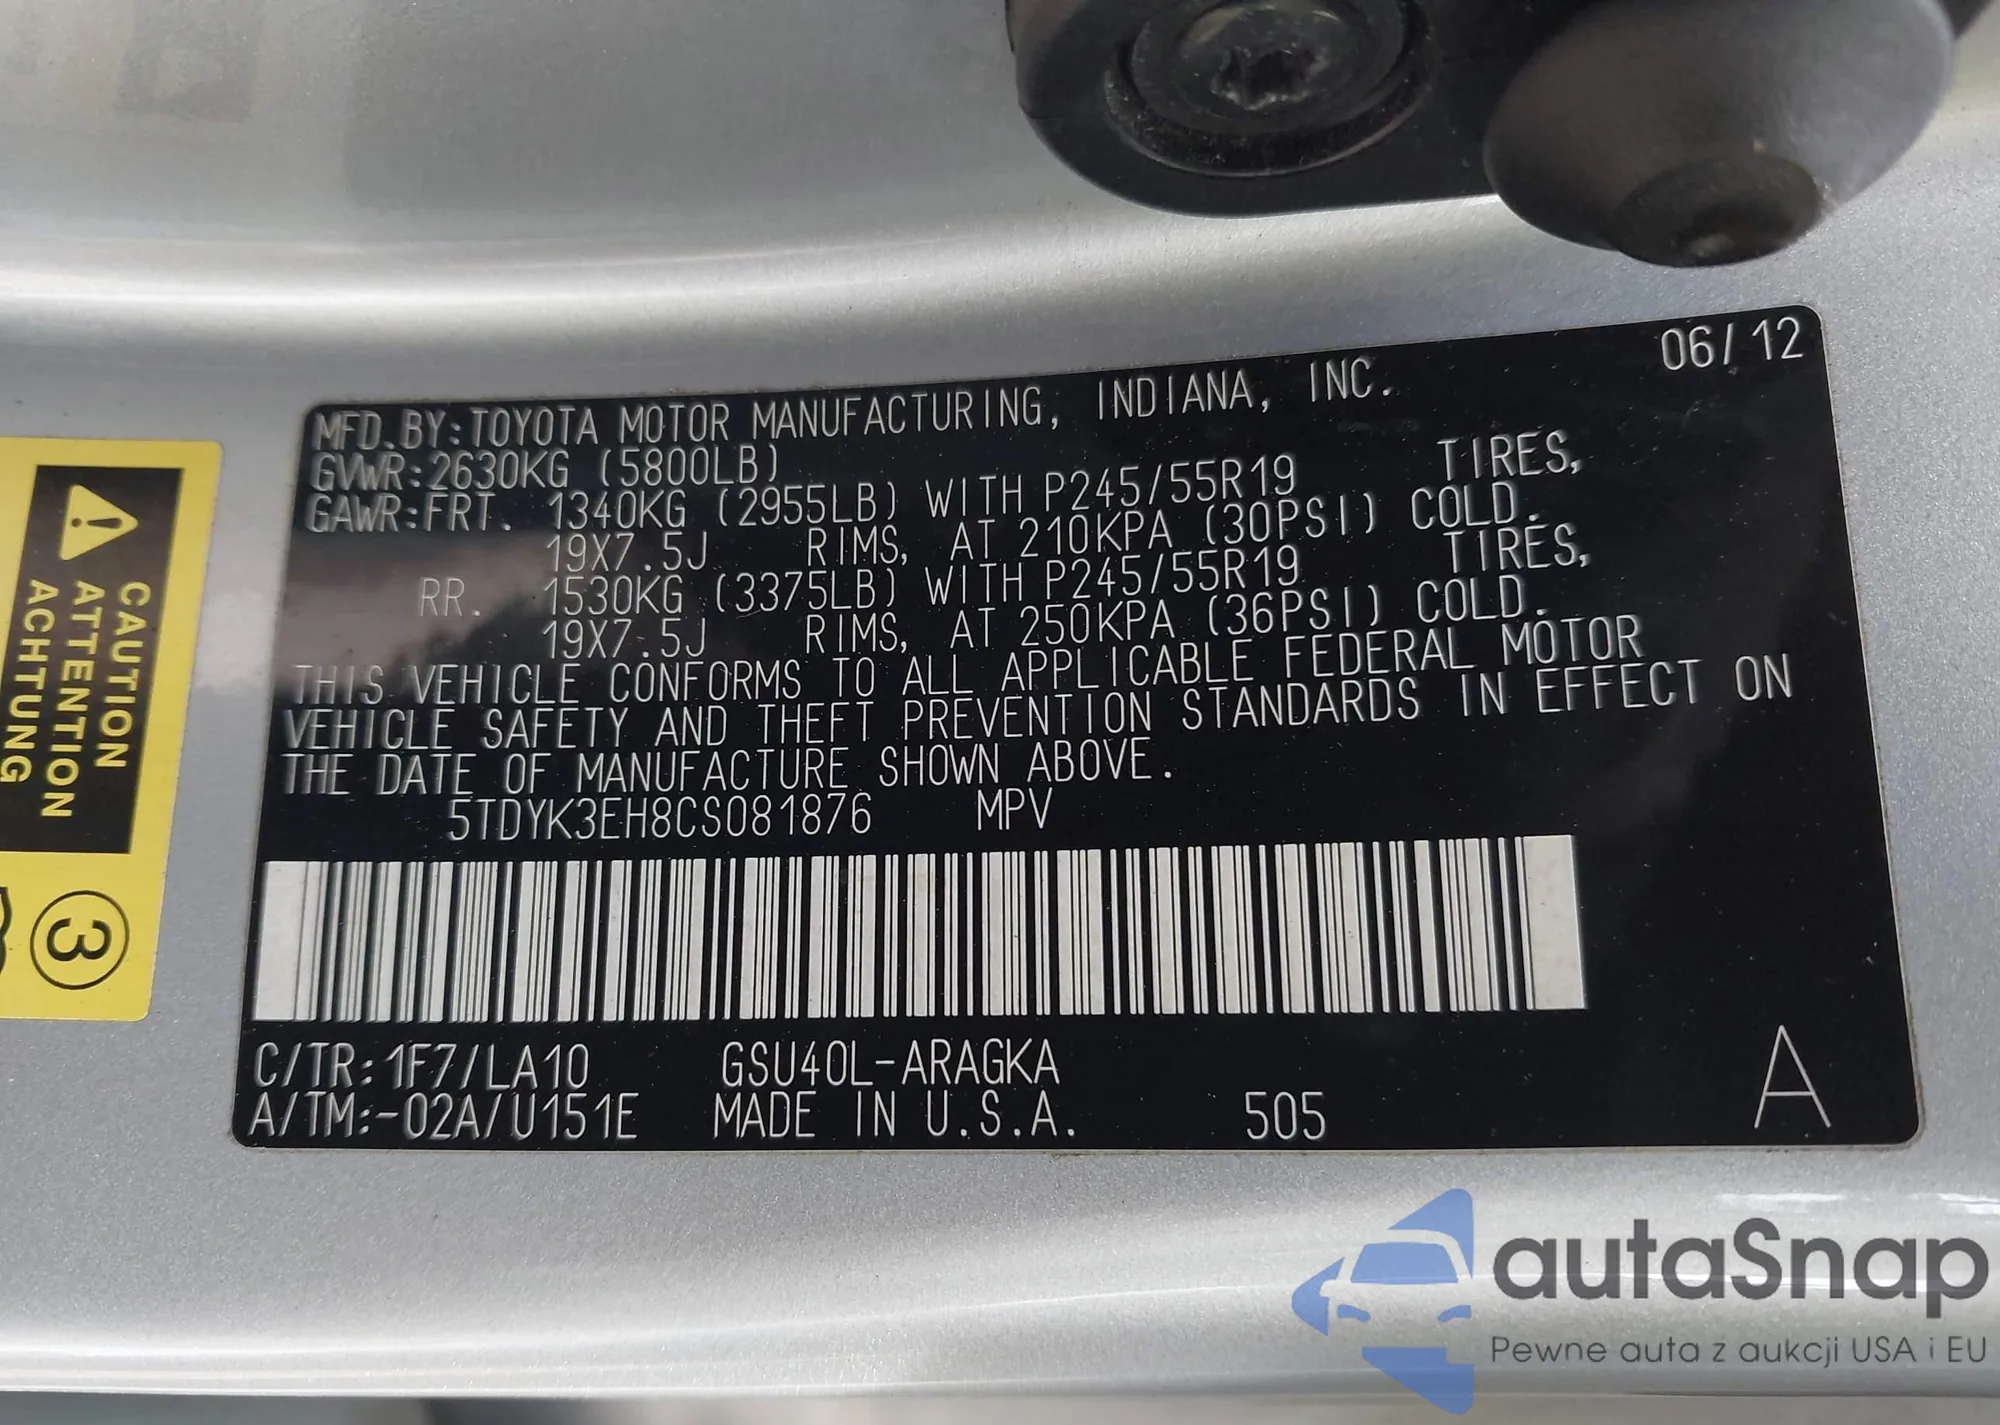 06/12
MFD.BY:TOYOTA MOTOR MANUFACTURING, INDIANA, INC.
GVWR:2630KG (5800LB)
GAWR:FRT. 1340KG (2955LB) WITH P245/55R19 TIRES,
19X7.5J RIMS, AT 210KPA (30PSI) COLD.
RR. 1530KG (3375LB) WITH P245/55R19 TIRES,
19X7.5J RIMS, AT 250KPA (36PSI) COLD.
THIS VEHICLE CONFORMS TO ALL APPLICABLE FEDERAL MOTOR
VEHICLE SAFETY AND THEFT PREVENTION STANDARDS IN EFFECT ON
THE DATE OF MANUFACTURE SHOWN ABOVE.
5TDYK3EH8CS081876 MPV
C/TR:1F7/LA10 GSU40L-ARAGKA
A/TM:-02A/U151E MADE IN U.S.A. 505 A
CAUTION
ATTENTION
ACHTUNG
3
autaSnap
Pewne auta z aukcji USA i EU